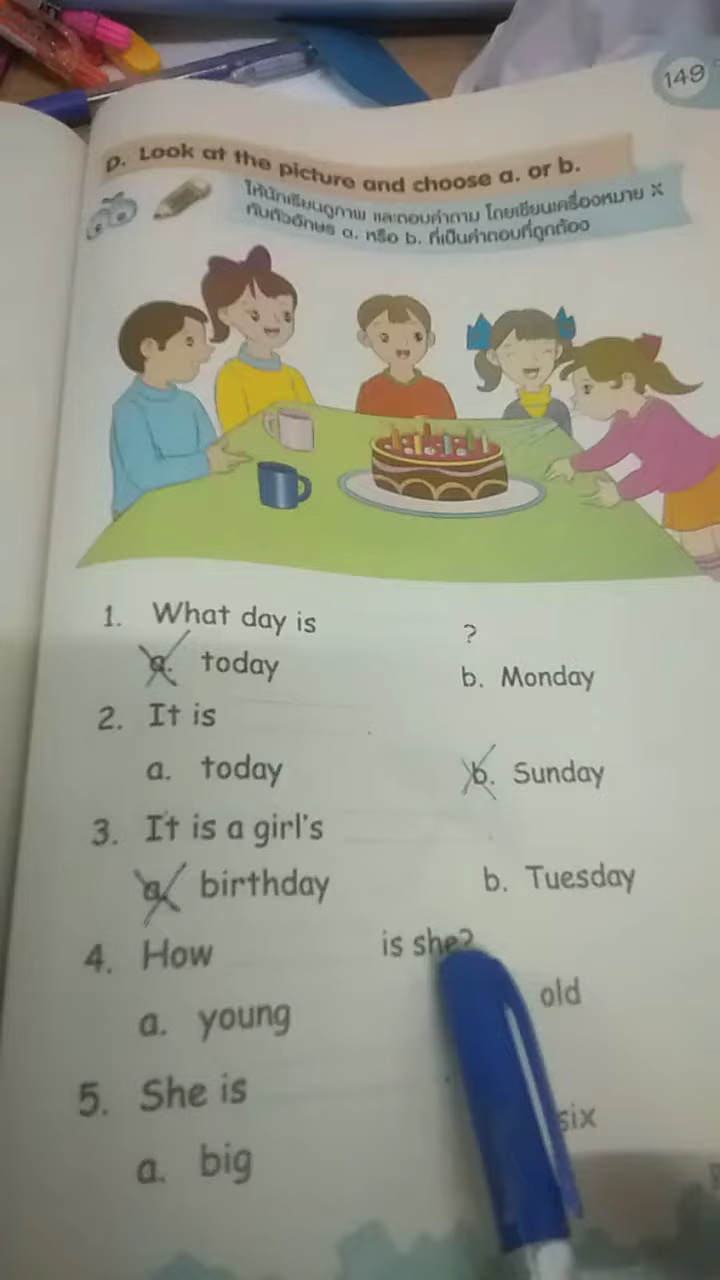 149
D. Look at the picture and choose a. or b.
ให้นักเรียนดูภาพ และตอบคำถาม โดยเขียนเครื่องหมาย X
ทับตัวอักษร a. หรือ b. ที่เป็นคำตอบที่ถูกต้อง
1. What day is ?
a. today b. Monday
2. It is
a. today b. Sunday
3. It is a girl's
a. birthday b. Tuesday
4. How is she?
a. young old
5. She is
a. big six